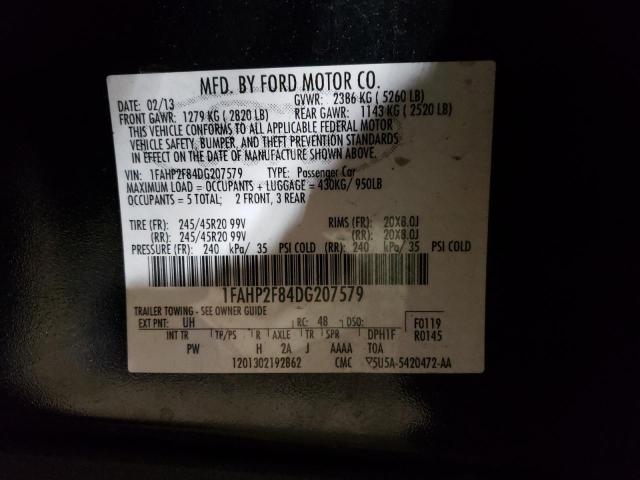 MFD. BY FORD MOTOR CO.
DATE: 02/13 GVWR: 2386 KG ( 5260 LB)
FRONT GAWR: 1279 KG ( 2820 LB) REAR GAWR: 1143 KG ( 2520 LB)
THIS VEHICLE CONFORMS TO ALL APPLICABLE FEDERAL MOTOR
VEHICLE SAFETY, BUMPER, AND THEFT PREVENTION STANDARDS
IN EFFECT ON THE DATE OF MANUFACTURE SHOWN ABOVE.
VIN: 1FAHP2F84DG207579 TYPE: Passenger Car
MAXIMUM LOAD = OCCUPANTS + LUGGAGE = 430KG/ 950LB
OCCUPANTS = 5 TOTAL; 2 FRONT, 3 REAR
TIRE (FR): 245/45R20 99V RIMS (FR): 20X8.0J
(RR): 245/45R20 99V (RR): 20X8.0J
PRESSURE (FR): 240 kPa/ 35 PSI COLD (RR): 240 kPa/ 35 PSI COLD
1FAHP2F84DG207579
TRAILER TOWING - SEE OWNER GUIDE
EXT PNT: UH RC: 48 DSO: F0119
INT TR TP/PS R AXLE TR SPR DPH1F R0145
PW H 2A J AAAA TOA
1201302192862 CMC 5U5A-5420472-AA